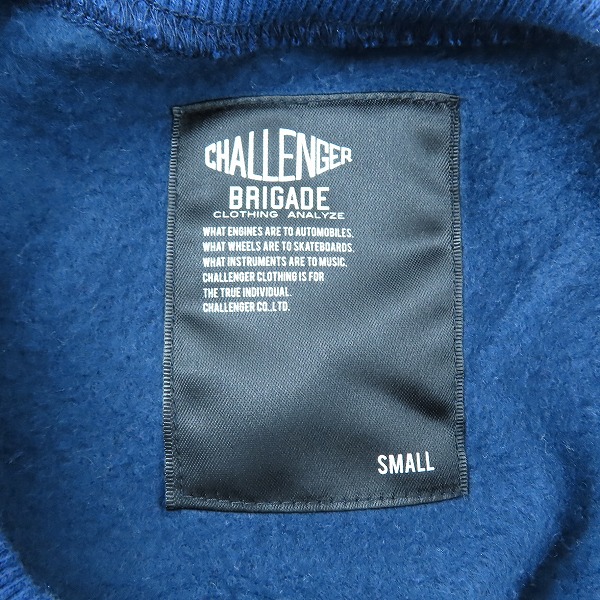 CHALLENGER
BRIGADE
CLOTHING ANALYZE
WHAT ENGINES ARE TO AUTOMOBILES.
WHAT WHEELS ARE TO SKATEBOARDS.
WHAT INSTRUMENTS ARE TO MUSIC.
CHALLENGER CLOTHING IS FOR
THE TRUE INDIVIDUAL.
CHALLENGER CO.,LTD.
SMALL